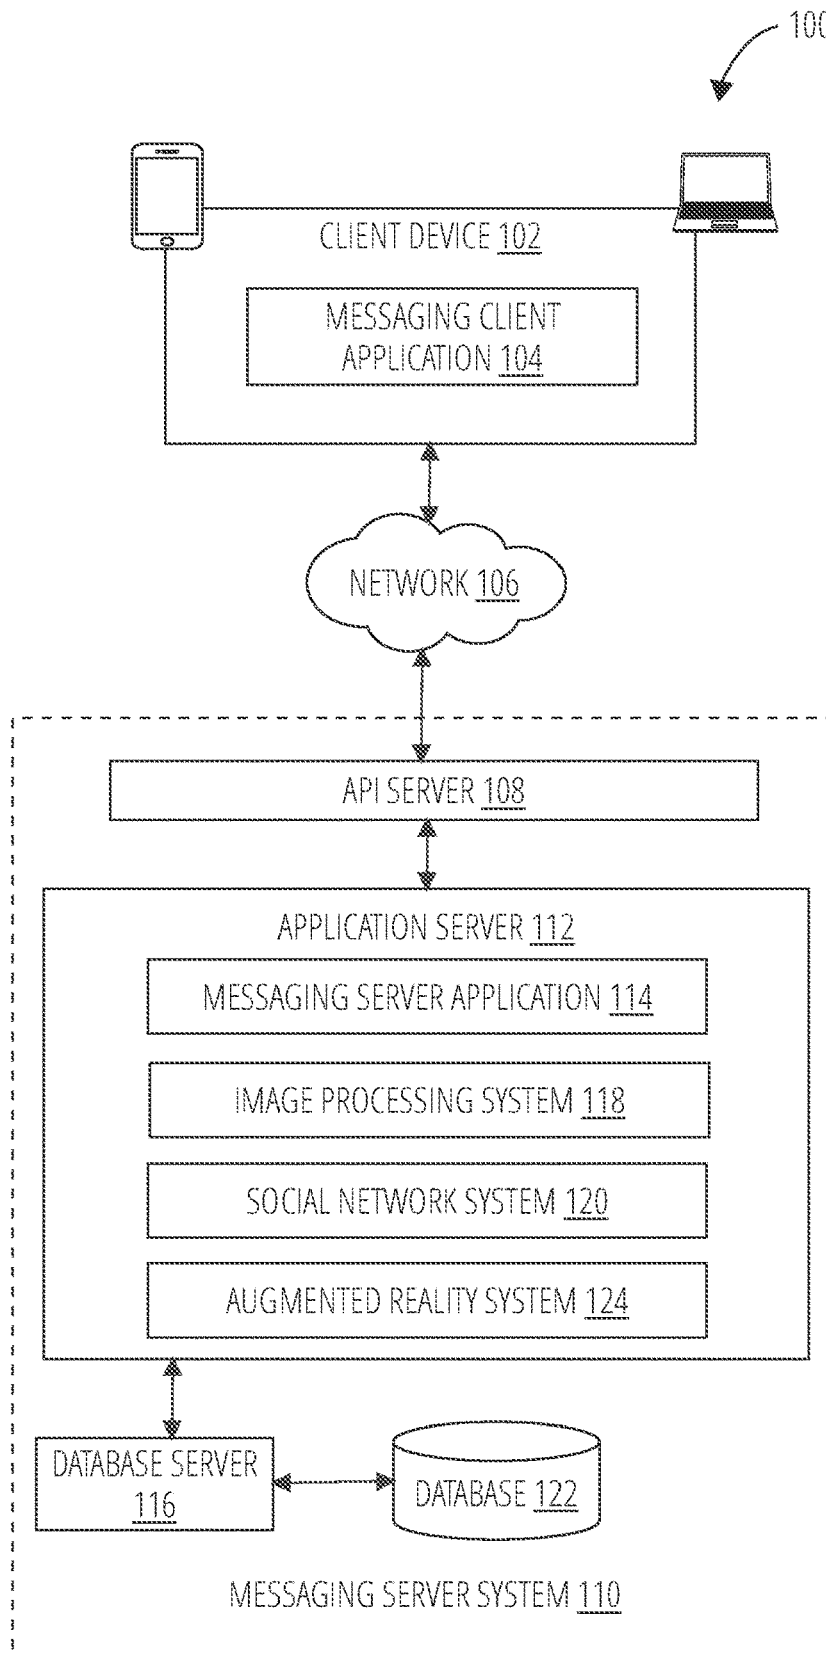 100
CLIENT DEVICE 102
MESSAGING CLIENT
APPLICATION 104
NETWORK 106
API SERVER 108
APPLICATION SERVER 112
MESSAGING SERVER APPLICATION 114
IMAGE PROCESSING SYSTEM 118
SOCIAL NETWORK SYSTEM 120
AUGMENTED REALITY SYSTEM 124
DATABASE SERVER
116
DATABASE 122
MESSAGING SERVER SYSTEM 110